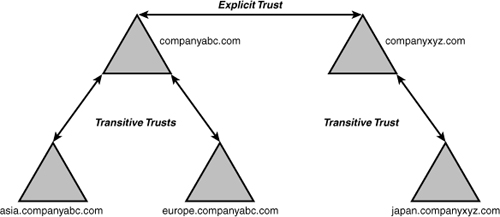 Explicit Trust
companyabc.com
companyxyz.com
Transitive Trusts
Transitive Trust
asia.companyabc.com
europe.companyabc.com
japan.companyxyz.com